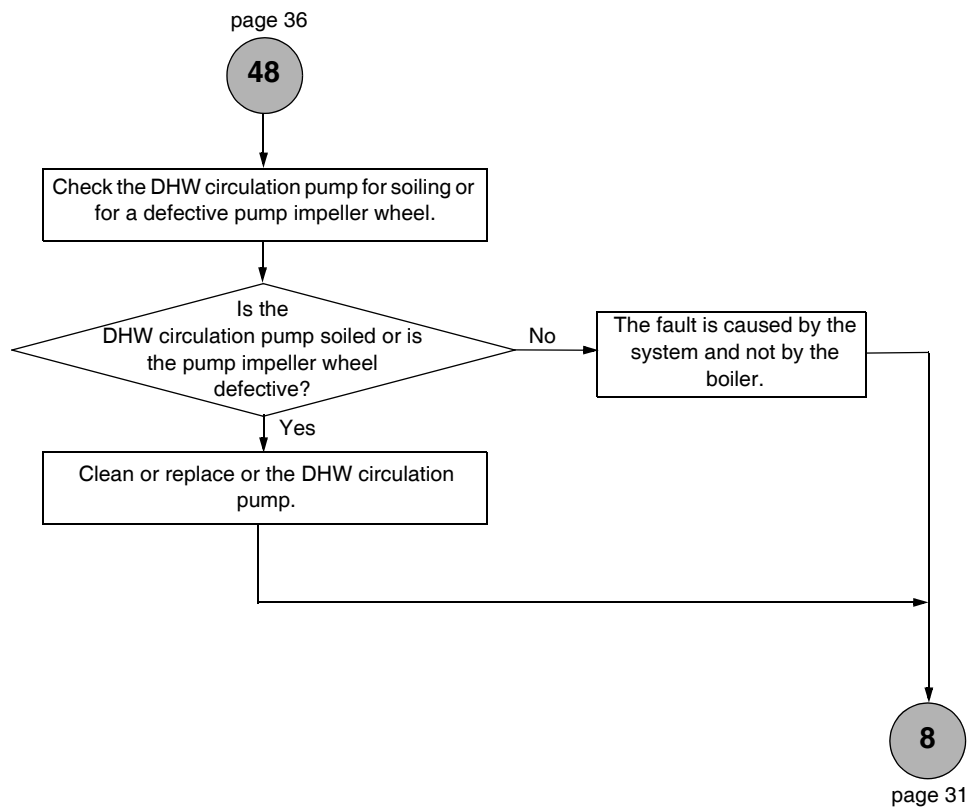 page 36
48
Check the DHW circulation pump for soiling or
for a defective pump impeller wheel.
Is the
DHW circulation pump soiled or is
the pump impeller wheel
defective?
No
The fault is caused by the
system and not by the
boiler.
Yes
Clean or replace or the DHW circulation
pump.
8
page 31